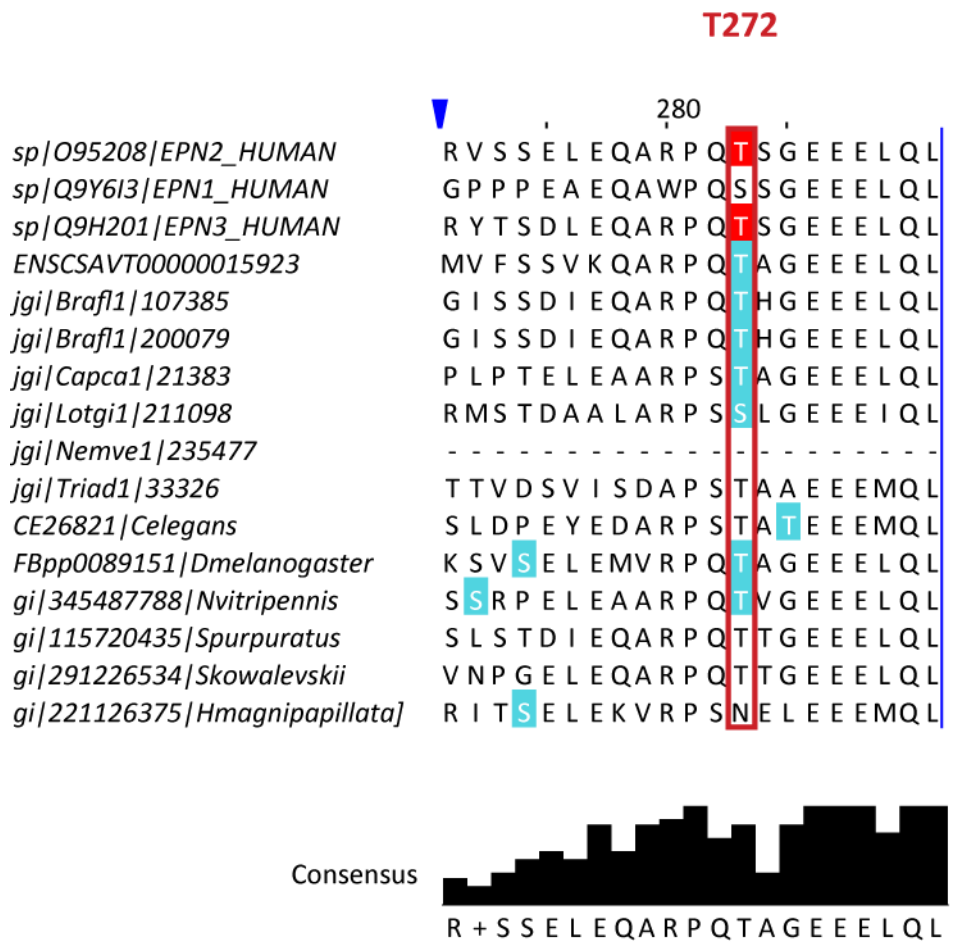 T272
280
sp|O95208|EPN2_HUMAN R V S S E L E Q A R P Q T S G E E E L Q L
sp|Q9Y6I3|EPN1_HUMAN G P P P E A E Q A W P Q S S G E E E L Q L
sp|Q9H201|EPN3_HUMAN R Y T S D L E Q A R P Q T S G E E E L Q L
ENSCSAVT00000015923 M V F S S V K Q A R P Q T A G E E E L Q L
jgi|Brafl1|107385 G I S S D I E Q A R P Q T H G E E E L Q L
jgi|Brafl1|200079 G I S S D I E Q A R P Q T H G E E E L Q L
jgi|Capca1|21383 P L P T E L E A A R P S T A G E E E L Q L
jgi|Lotgi1|211098 R M S T D A A L A R P S S L G E E E I Q L
jgi|Nemve1|235477 - - - - - - - - - - - - - - - - - - - - -
jgi|Triad1|33326 T T V D S V I S D A P S T A A E E E M Q L
CE26821|Celegans S L D P E Y E D A R P S T A T E E E M Q L
FBpp0089151|Dmelanogaster K S V S E L E M V R P Q T A G E E E L Q L
gi|345487788|Nvitripennis S S R P E L E A A R P Q T V G E E E L Q L
gi|115720435|Spurpuratus S L S T D I E Q A R P Q T T G E E E L Q L
gi|291226534|Skowalevskii V N P G E L E Q A R P Q T T G E E E L Q L
gi|221126375|Hmagnipapillata] R I T S E L E K V R P S N E L E E E M Q L
Consensus
R + S S E L E Q A R P Q T A G E E E L Q L